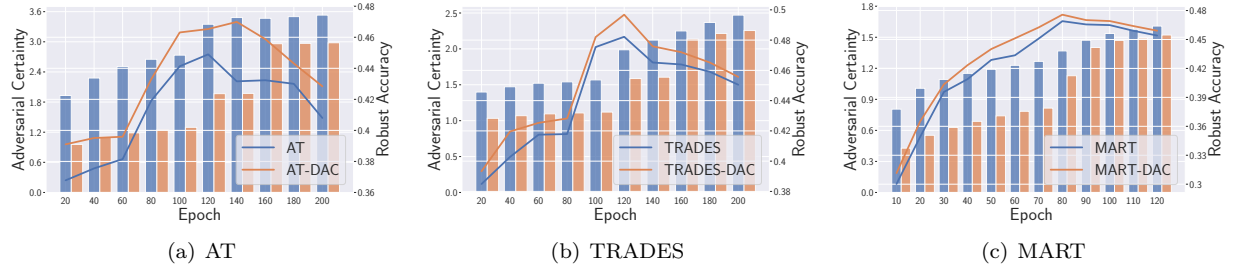 3.6
3.0
2.4
1.8
1.2
0.6
0.0
Adversarial Certainty
0.48
0.46
0.44
0.42
0.4
0.38
0.36
Robust Accuracy
AT
AT-DAC
20 40 60 80 100 120 140 160 180 200
Epoch
(a) AT
2.5
2.0
1.5
1.0
0.5
0.0
Adversarial Certainty
0.5
0.48
0.46
0.44
0.42
0.4
0.38
Robust Accuracy
TRADES
TRADES-DAC
20 40 60 80 100 120 140 160 180 200
Epoch
(b) TRADES
1.8
1.5
1.2
0.9
0.6
0.3
0.0
Adversarial Certainty
0.48
0.45
0.42
0.39
0.36
0.33
0.3
Robust Accuracy
MART
MART-DAC
10 20 30 40 50 60 70 80 90 100 110 120
Epoch
(c) MART